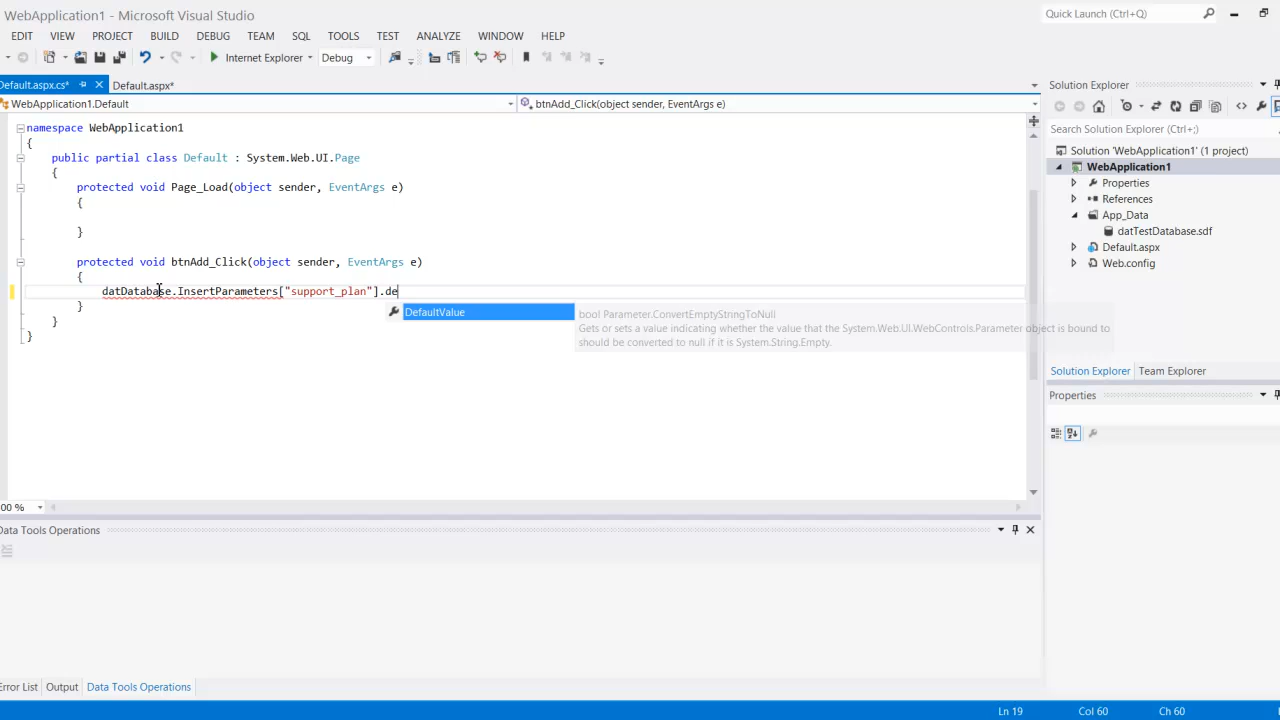 WebApplication1 - Microsoft Visual Studio
Quick Launch (Ctrl+Q)
EDIT VIEW PROJECT BUILD DEBUG TEAM SQL TOOLS TEST ANALYZE WINDOW HELP
Internet Explorer Debug
Default.aspx.cs* Default.aspx*
WebApplication1.Default
btnAdd_Click(object sender, EventArgs e)
namespace WebApplication1
{
public partial class Default : System.Web.UI.Page
{
protected void Page_Load(object sender, EventArgs e)
{
}
protected void btnAdd_Click(object sender, EventArgs e)
{
datDatabase.InsertParameters["support_plan"].de
}
}
}
DefaultValue
bool Parameter.ConvertEmptyStringToNull
Gets or sets a value indicating whether the value that the System.Web.UI.WebControls.Parameter object is bound to
should be converted to null if it is System.String.Empty.
00 %
Solution Explorer
Search Solution Explorer (Ctrl+;)
Solution 'WebApplication1' (1 project)
WebApplication1
Properties
References
App_Data
datTestDatabase.sdf
Default.aspx
Web.config
Solution Explorer Team Explorer
Properties
Data Tools Operations
Error List Output Data Tools Operations
Ln 19 Col 60 Ch 60